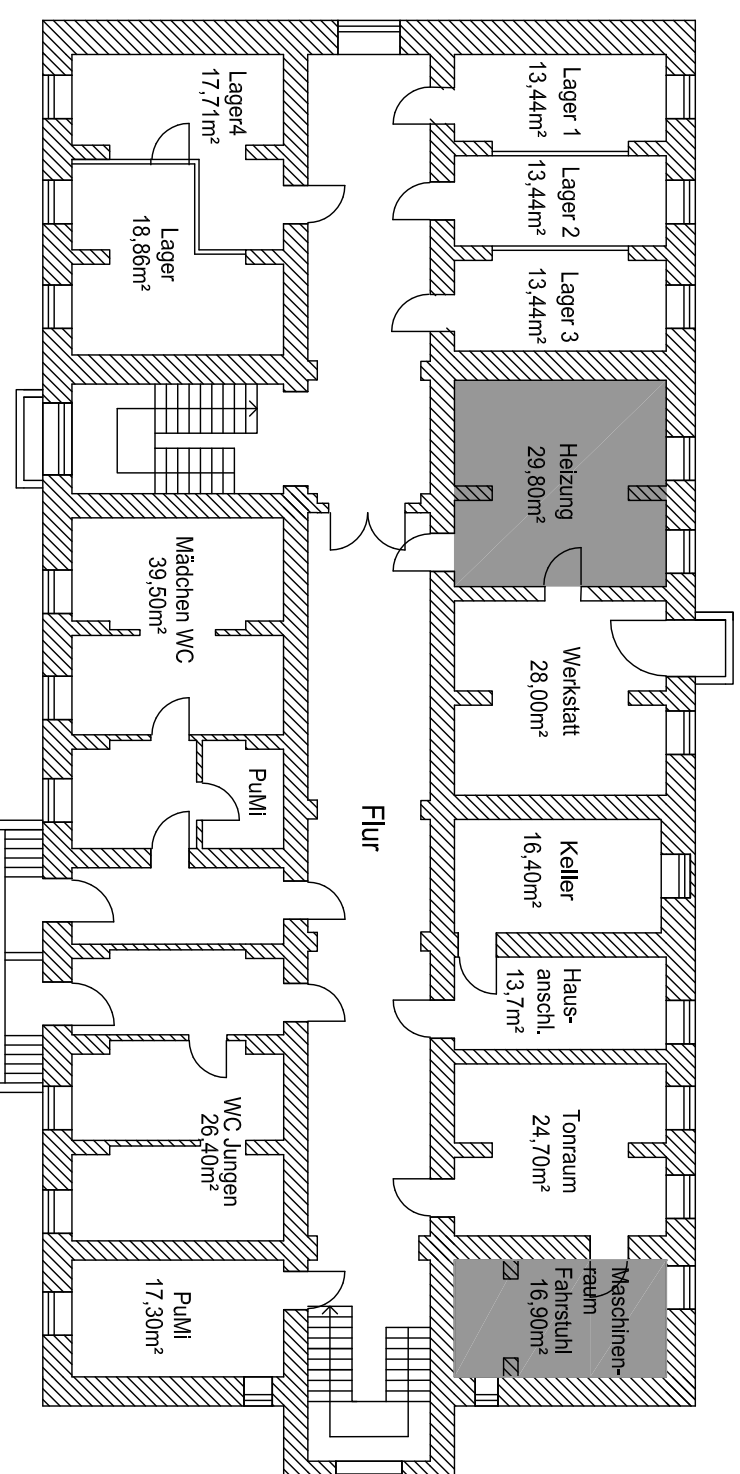 Lager4
17,71m²
Lager
18,86m²
Mädchen WC
39,50m²
PuMi
WC Jungen
26,40m²
PuMi
17,30m²
Flur
Lager 1
13,44m²
Lager 2
13,44m²
Lager 3
13,44m²
Heizung
29,80m²
Werkstatt
28,00m²
Keller
16,40m²
Haus-
anschl.
13,7m²
Tonraum
24,70m²
Maschinen-
raum
Fahrstuhl
16,90m²